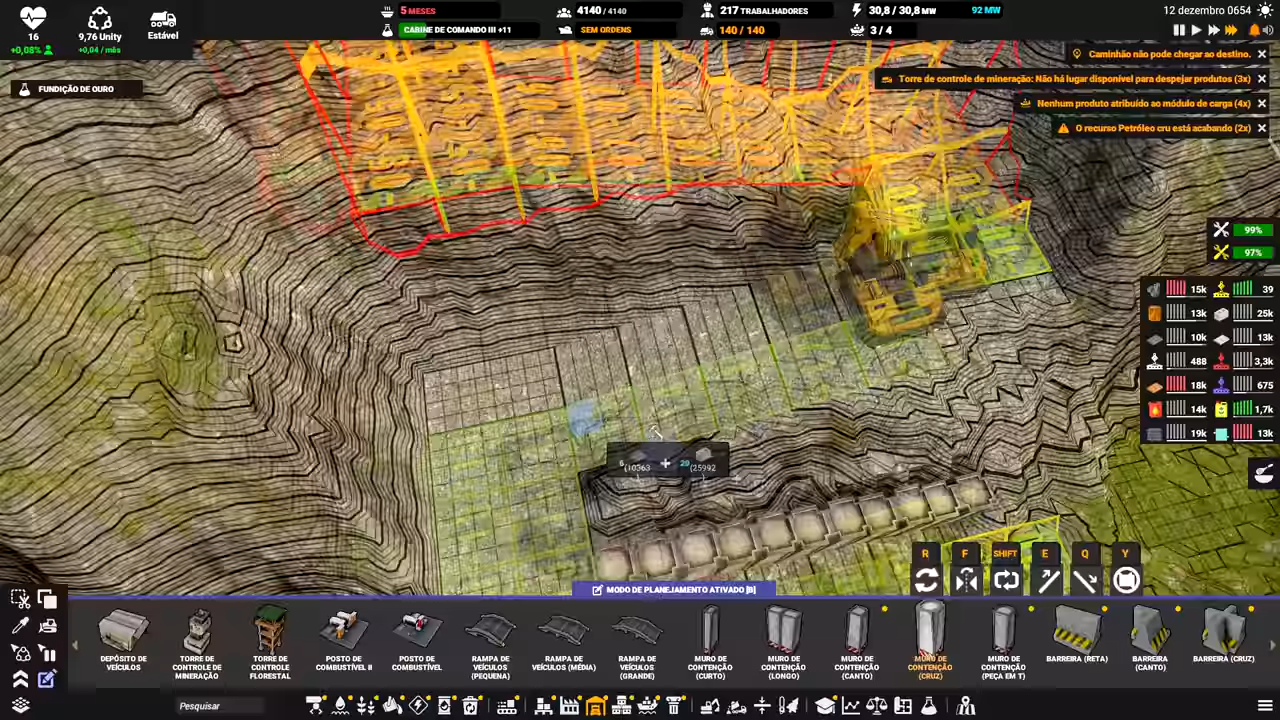 16
+0,08%
9,76 Unity
+0,04 / mês
Estável
5 MESES
CABINE DE COMANDO III +11
4140 / 4140
SEM ORDENS
217 TRABALHADORES
140 / 140
30,8 / 30,8 MW
92 MW
3 / 4
12 dezembro 0654
Caminhão não pode chegar ao destino.
Torre de controle de mineração: Não há lugar disponível para despejar produtos (3x)
Nenhum produto atribuído ao módulo de carga (4x)
O recurso Petróleo cru está acabando (2x)
FUNDIÇÃO DE OURO
99%
97%
15k
39
13k
25k
10k
13k
488
3,3k
18k
675
14k
1,7k
19k
13k
(10363
+
20
(25992
R
F
SHIFT
E
Q
Y
MODO DE PLANEJAMENTO ATIVADO [B]
DEPÓSITO DE VEÍCULOS
TORRE DE CONTROLE DE MINERAÇÃO
TORRE DE CONTROLE FLORESTAL
POSTO DE COMBUSTÍVEL II
POSTO DE COMBUSTÍVEL
RAMPA DE VEÍCULOS (PEQUENA)
RAMPA DE VEÍCULOS (MÉDIA)
RAMPA DE VEÍCULOS (GRANDE)
MURO DE CONTENÇÃO (CURTO)
MURO DE CONTENÇÃO (LONGO)
MURO DE CONTENÇÃO (CANTO)
MURO DE CONTENÇÃO (CRUZ)
MURO DE CONTENÇÃO (PEÇA EM T)
BARREIRA (RETA)
BARREIRA (CANTO)
BARREIRA (CRUZ)
Pesquisar